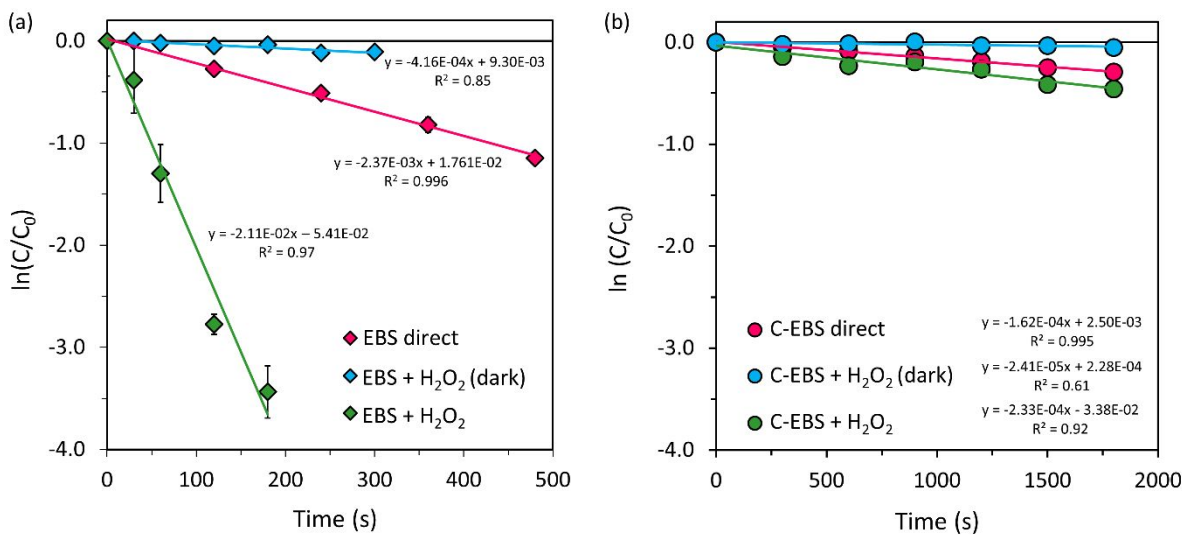 (a)
0.0
-1.0
-2.0
-3.0
-4.0
ln(C/C₀)
y = -4.16E-04x + 9.30E-03
R² = 0.85
y = -2.37E-03x + 1.761E-02
R² = 0.996
y = -2.11E-02x – 5.41E-02
R² = 0.97
EBS direct
EBS + H₂O₂ (dark)
EBS + H₂O₂
0 100 200 300 400 500
Time (s)
(b)
0.0
-1.0
-2.0
-3.0
-4.0
ln (C/C₀)
C-EBS direct
C-EBS + H₂O₂ (dark)
C-EBS + H₂O₂
y = -1.62E-04x + 2.50E-03
R² = 0.995
y = -2.41E-05x + 2.28E-04
R² = 0.61
y = -2.33E-04x - 3.38E-02
R² = 0.92
0 500 1000 1500 2000
Time (s)